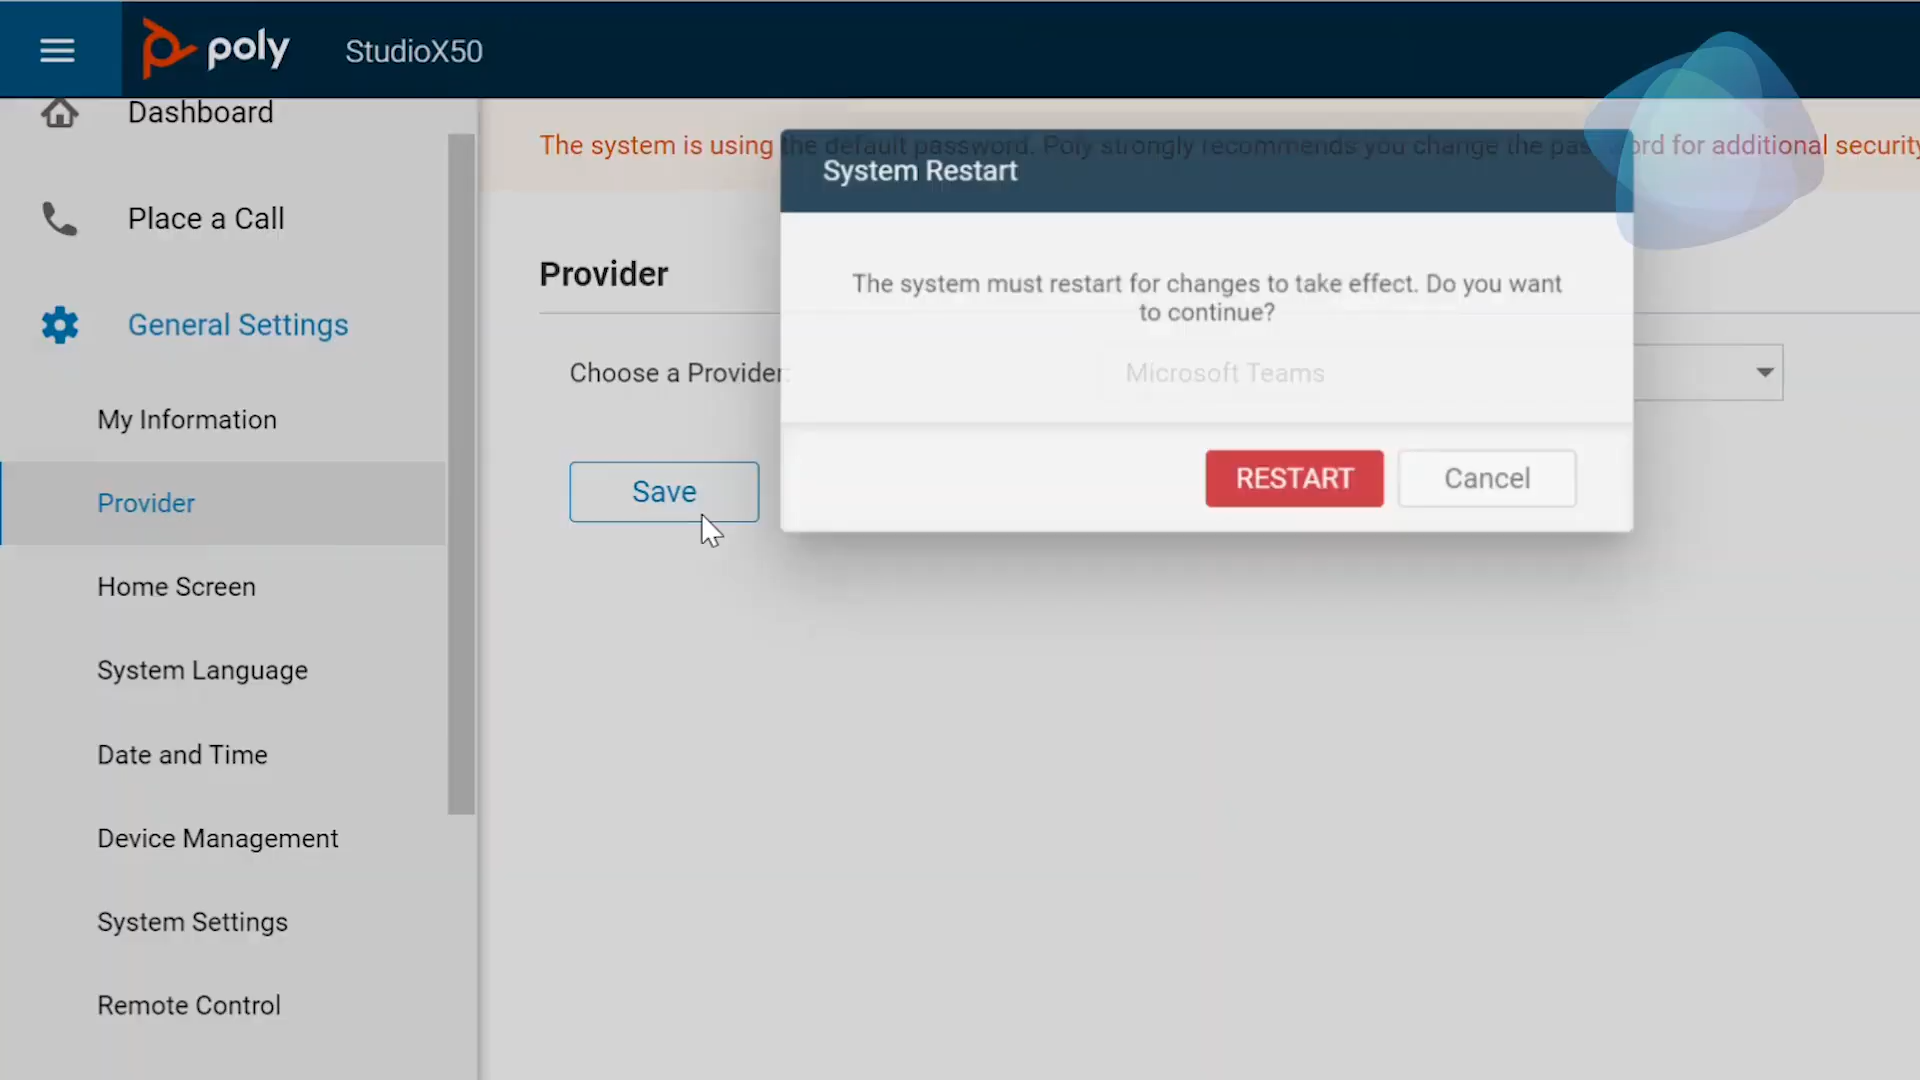 poly StudioX50
Dashboard
Place a Call
General Settings
My Information
Provider
Home Screen
System Language
Date and Time
Device Management
System Settings
Remote Control
The system is using the default password. Poly strongly recommends you change the password for additional security
System Restart
The system must restart for changes to take effect. Do you want
to continue?
RESTART
Cancel
Provider
Choose a Provider:
Microsoft Teams
Save